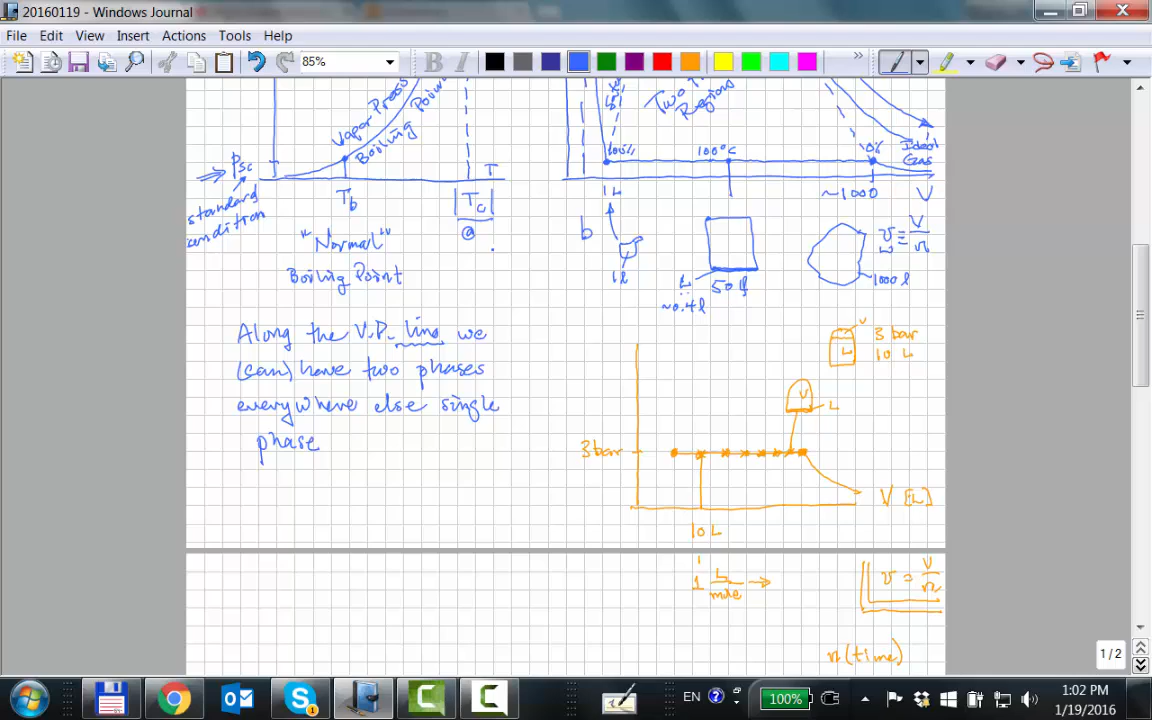 20160119 - Windows Journal
File Edit View Insert Actions Tools Help
85%
B I
Vapor Press
Boiling Point
Psc
T
standard
condition
Tb
Tc
@
"Normal"
Boiling Point
Along the V.P. line we
(can) have two phases
everywhere else single
phase
Two
Regions
100%
100°C
0%
Ideal
Gas
1L
~1000
V
b
1l
L
50 l
~0.4 l
1000 l
v ≡ V/n
V
L
3 bar
10 L
V
L
3 bar
V [L]
10 L
1 L/mole →
v = V/n
n (time)
1 / 2
EN
100%
1:02 PM
1/19/2016